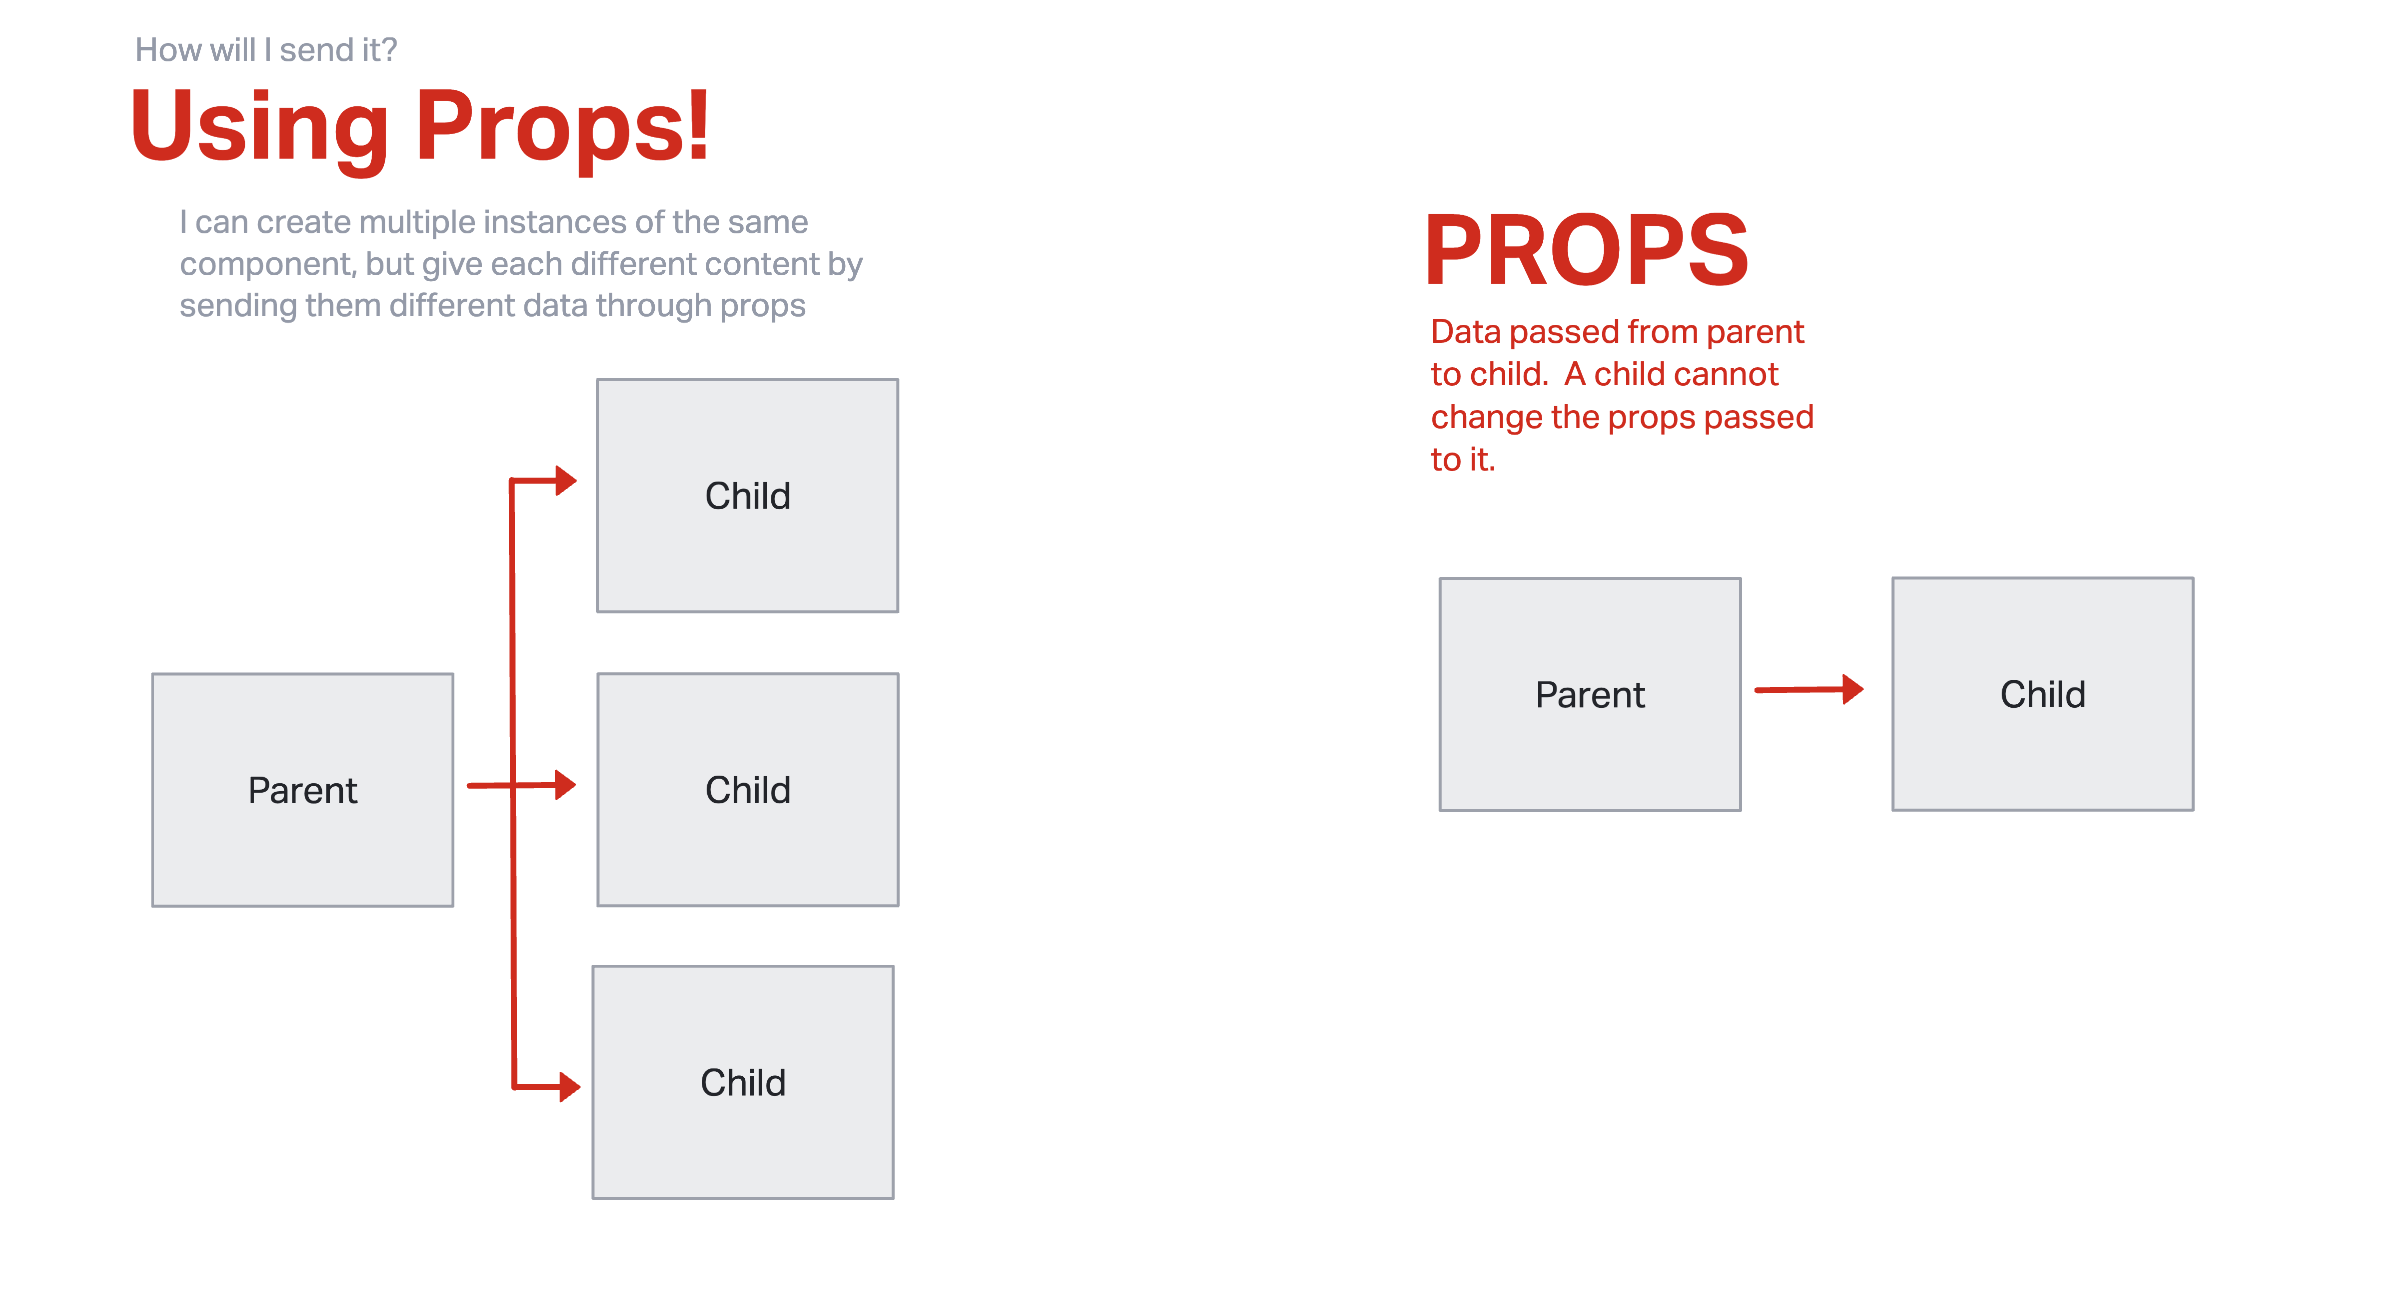 How will I send it?
Using Props!
I can create multiple instances of the same
component, but give each different content by
sending them different data through props
Child
Parent
Child
Child
PROPS
Data passed from parent
to child.  A child cannot
change the props passed
to it.
Parent
Child